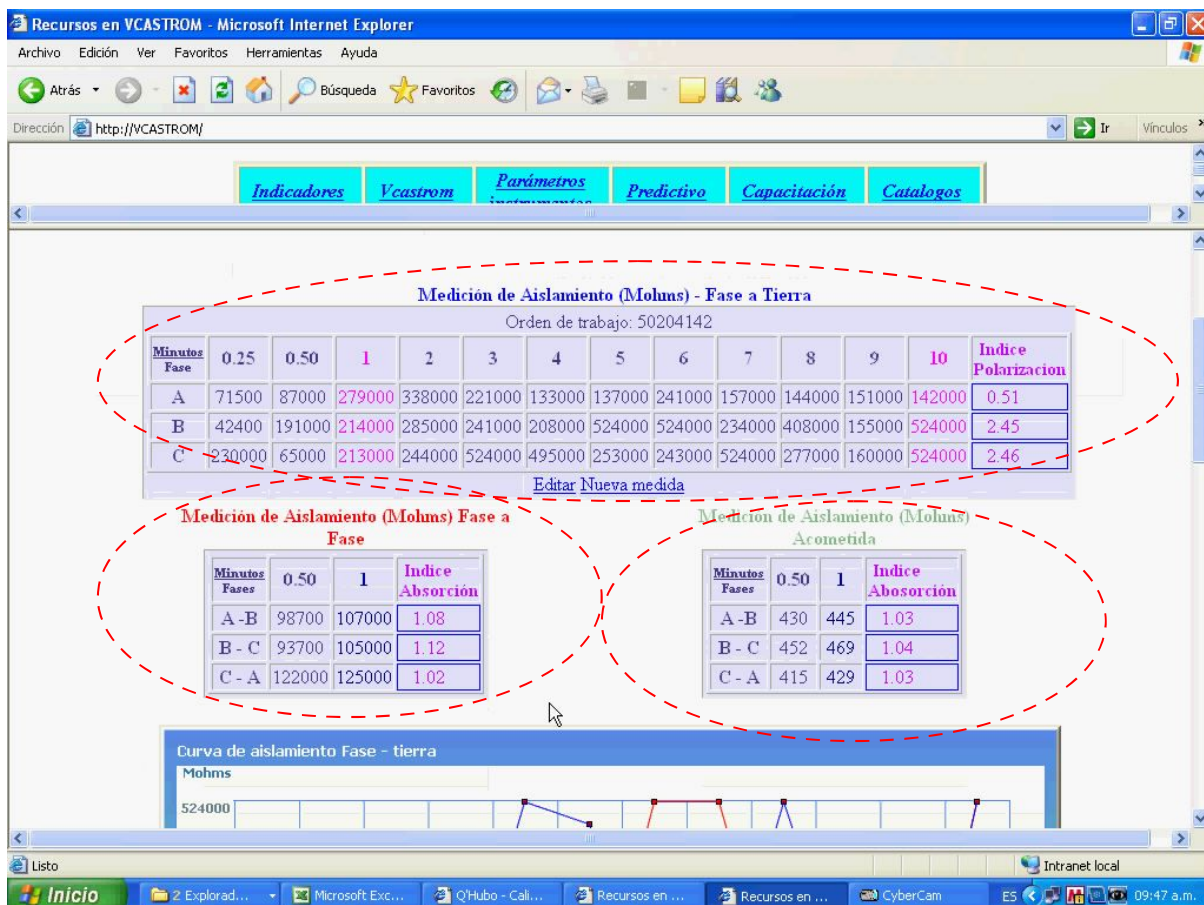 Recursos en VCASTROM - Microsoft Internet Explorer
Archivo Edición Ver Favoritos Herramientas Ayuda
Atrás Búsqueda Favoritos
Dirección http://VCASTROM/ Ir Vínculos
Indicadores Vcastrom Parámetros instrumentos Predictivo Capacitación Catalogos
Medición de Aislamiento (Mohms) - Fase a Tierra
Orden de trabajo: 50204142
Minutos Fase 0.25 0.50 1 2 3 4 5 6 7 8 9 10 Indice Polarizacion
A 71500 87000 279000 338000 221000 133000 137000 241000 157000 144000 151000 142000 0.51
B 42400 191000 214000 285000 241000 208000 524000 524000 234000 408000 155000 524000 2.45
C 230000 65000 213000 244000 524000 495000 253000 243000 524000 277000 160000 524000 2.46
Editar Nueva medida
Medición de Aislamiento (Mohms) Fase a
Fase
Minutos Fases 0.50 1 Indice Absorción
A -B 98700 107000 1.08
B - C 93700 105000 1.12
C - A 122000 125000 1.02
Medición de Aislamiento (Mohms)
Acometida
Minutos Fases 0.50 1 Indice Abosorción
A -B 430 445 1.03
B - C 452 469 1.04
C - A 415 429 1.03
Curva de aislamiento Fase - tierra
Mohms
524000
Listo Intranet local
Inicio 2 Explorad... Microsoft Exc... Q'Hubo - Cali... Recursos en ... Recursos en ... CyberCam ES 09:47 a.m.